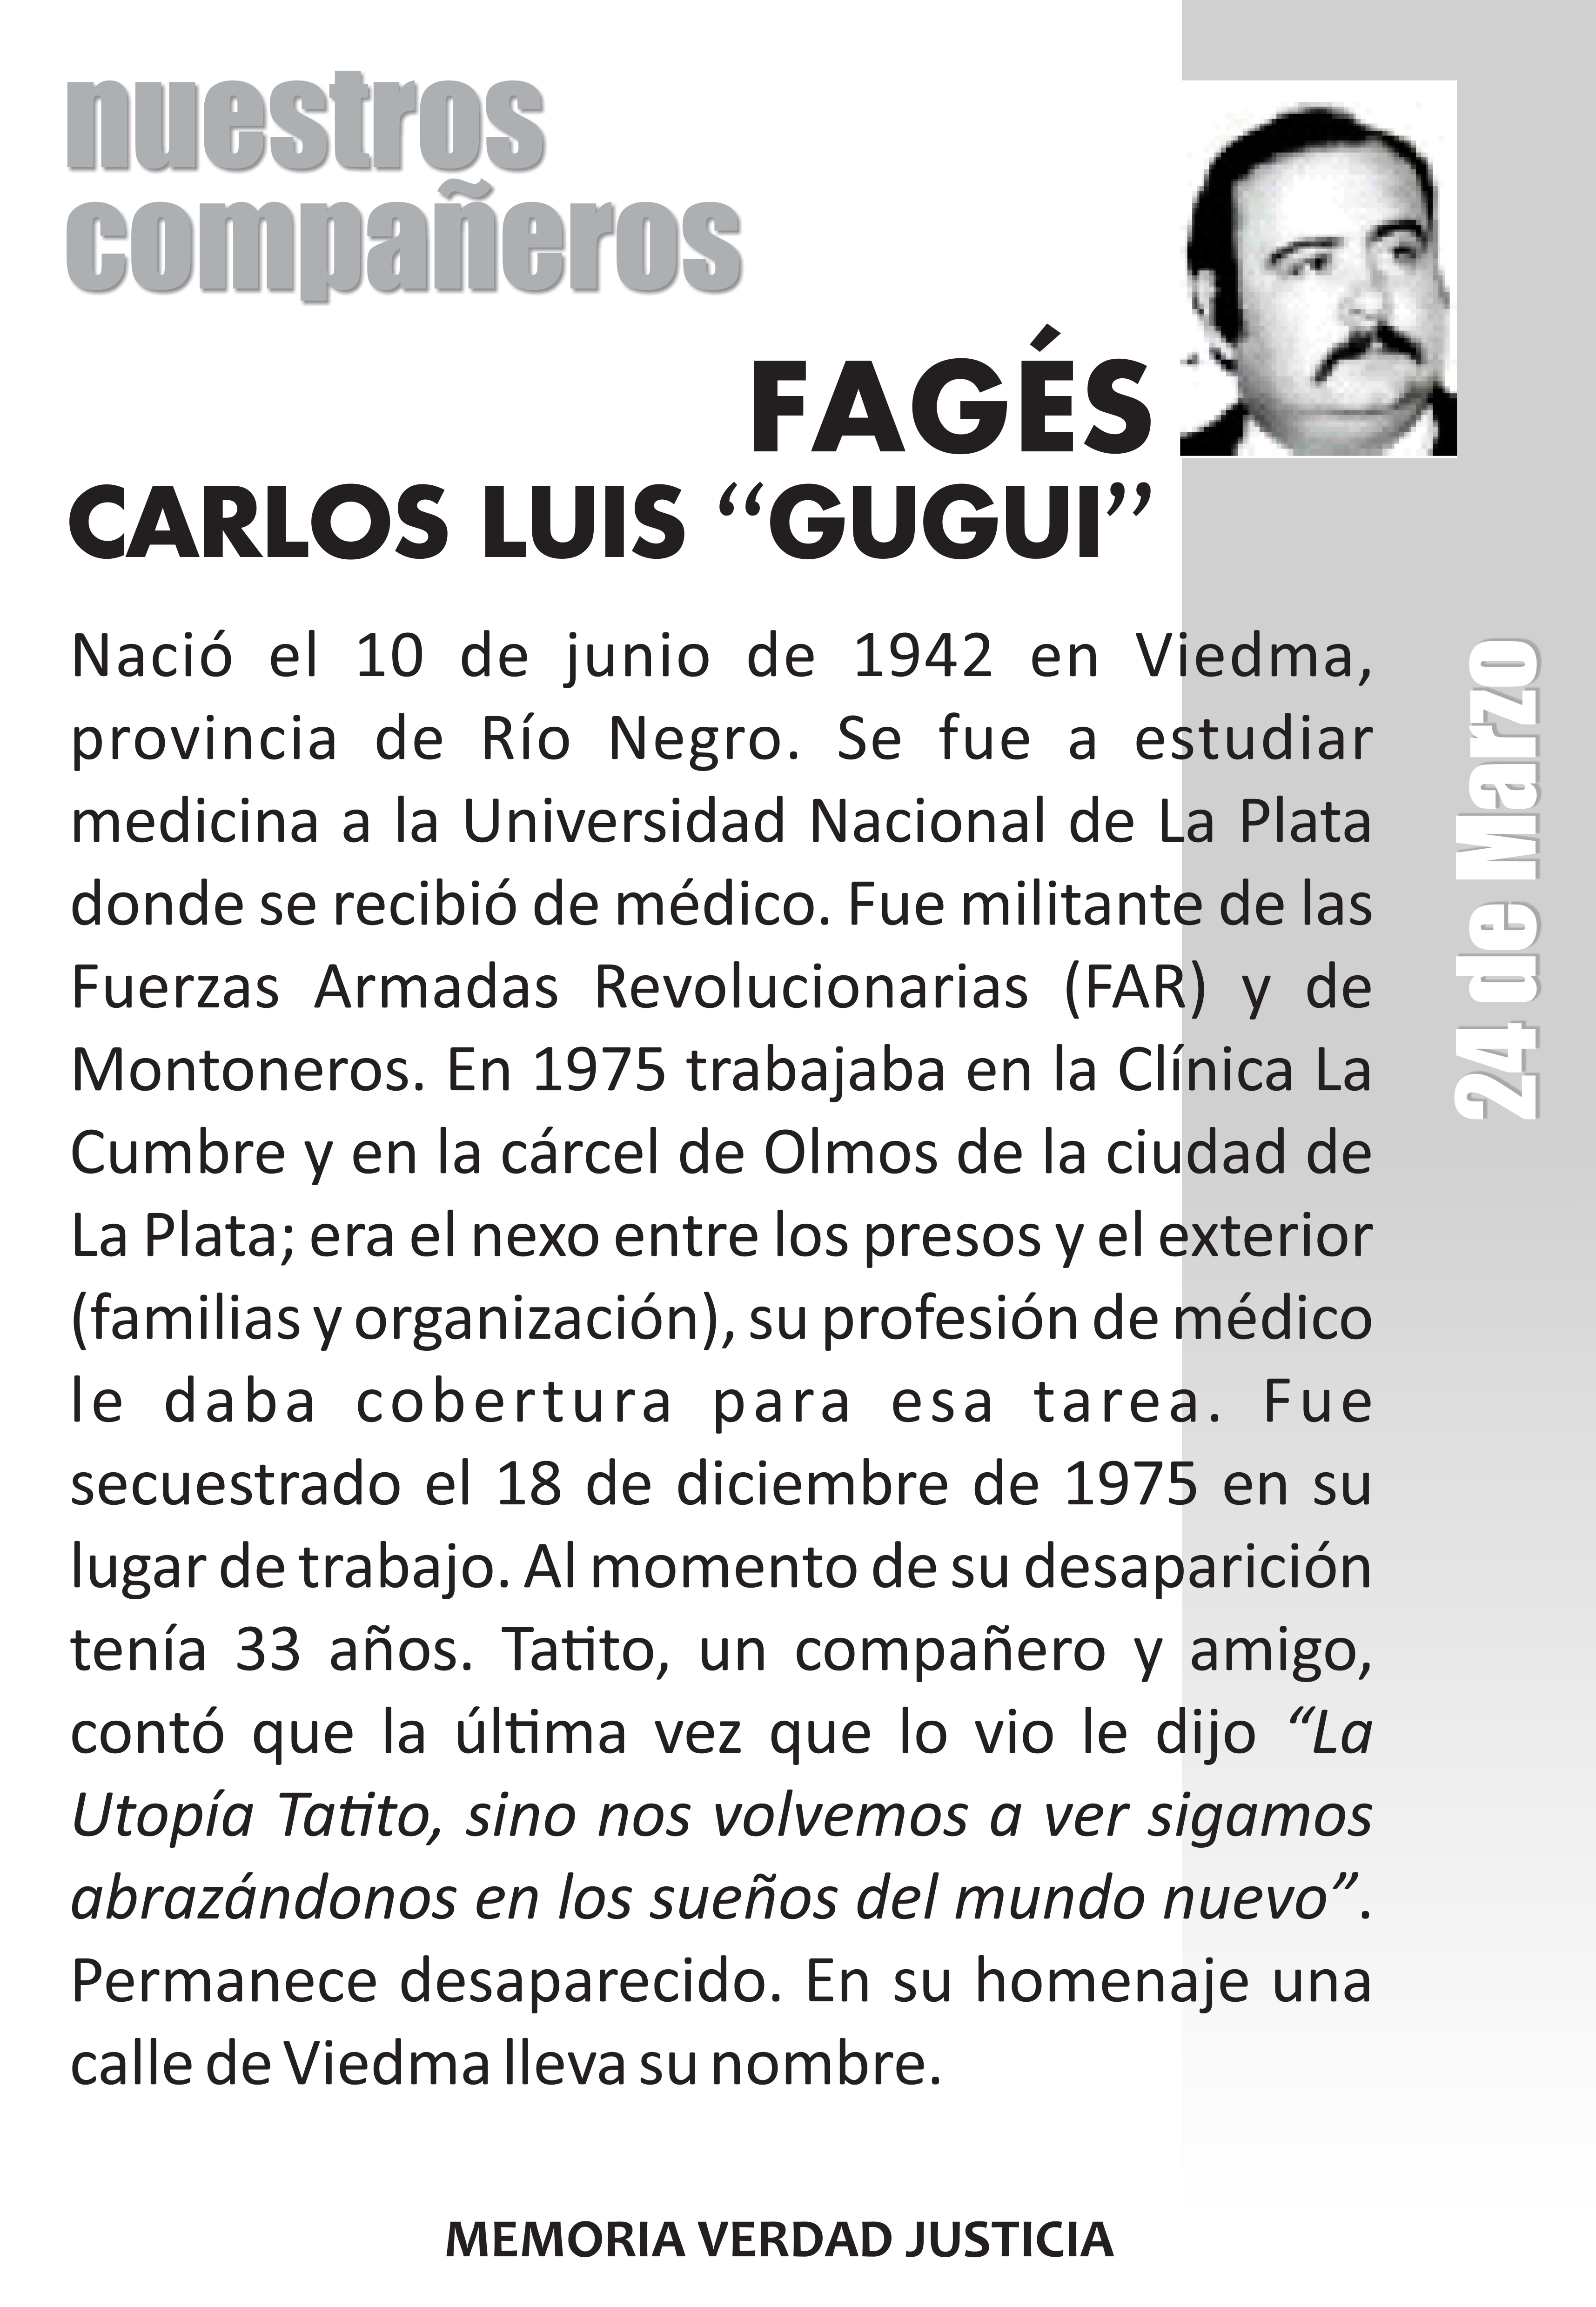 nuestros
compañeros
FAGÉS
CARLOS LUIS “GUGUI”
Nació el 10 de junio de 1942 en Viedma,
provincia de Río Negro. Se fue a estudiar
medicina a la Universidad Nacional de La Plata
donde se recibió de médico. Fue militante de las
Fuerzas Armadas Revolucionarias (FAR) y de
Montoneros. En 1975 trabajaba en la Clínica La
Cumbre y en la cárcel de Olmos de la ciudad de
La Plata; era el nexo entre los presos y el exterior
(familias y organización), su profesión de médico
le daba cobertura para esa tarea. Fue
secuestrado el 18 de diciembre de 1975 en su
lugar de trabajo. Al momento de su desaparición
tenía 33 años. Tatito, un compañero y amigo,
contó que la última vez que lo vio le dijo “La
Utopía Tatito, sino nos volvemos a ver sigamos
abrazándonos en los sueños del mundo nuevo”.
Permanece desaparecido. En su homenaje una
calle de Viedma lleva su nombre.
24 de Marzo
MEMORIA VERDAD JUSTICIA